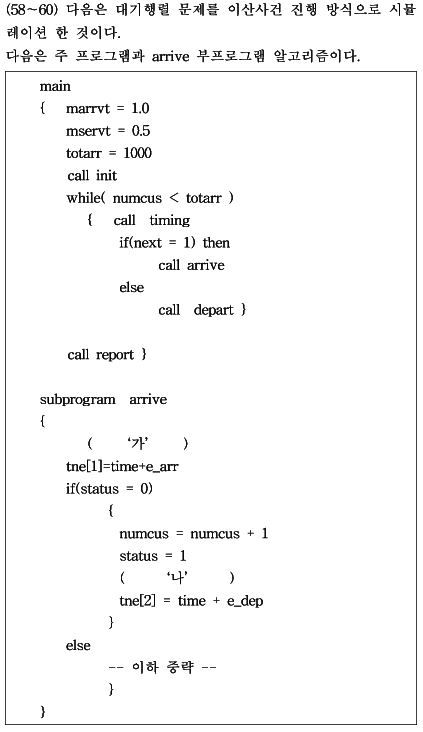 (58~60) 다음은 대기행렬 문제를 이산사건 진행 방식으로 시뮬
레이션 한 것이다.
다음은 주 프로그램과 arrive 부프로그램 알고리즘이다.
main
{ marrvt = 1.0
mservt = 0.5
totarr = 1000
call init
while( numcus < totarr )
{ call timing
if(next = 1) then
call arrive
else
call depart }
call report }
subprogram arrive
{
( '가' )
tne[1]=time+e_arr
if(status = 0)
{
numcus = numcus + 1
status = 1
( '나' )
tne[2] = time + e_dep
}
else
-- 이하 중략 --
}
}